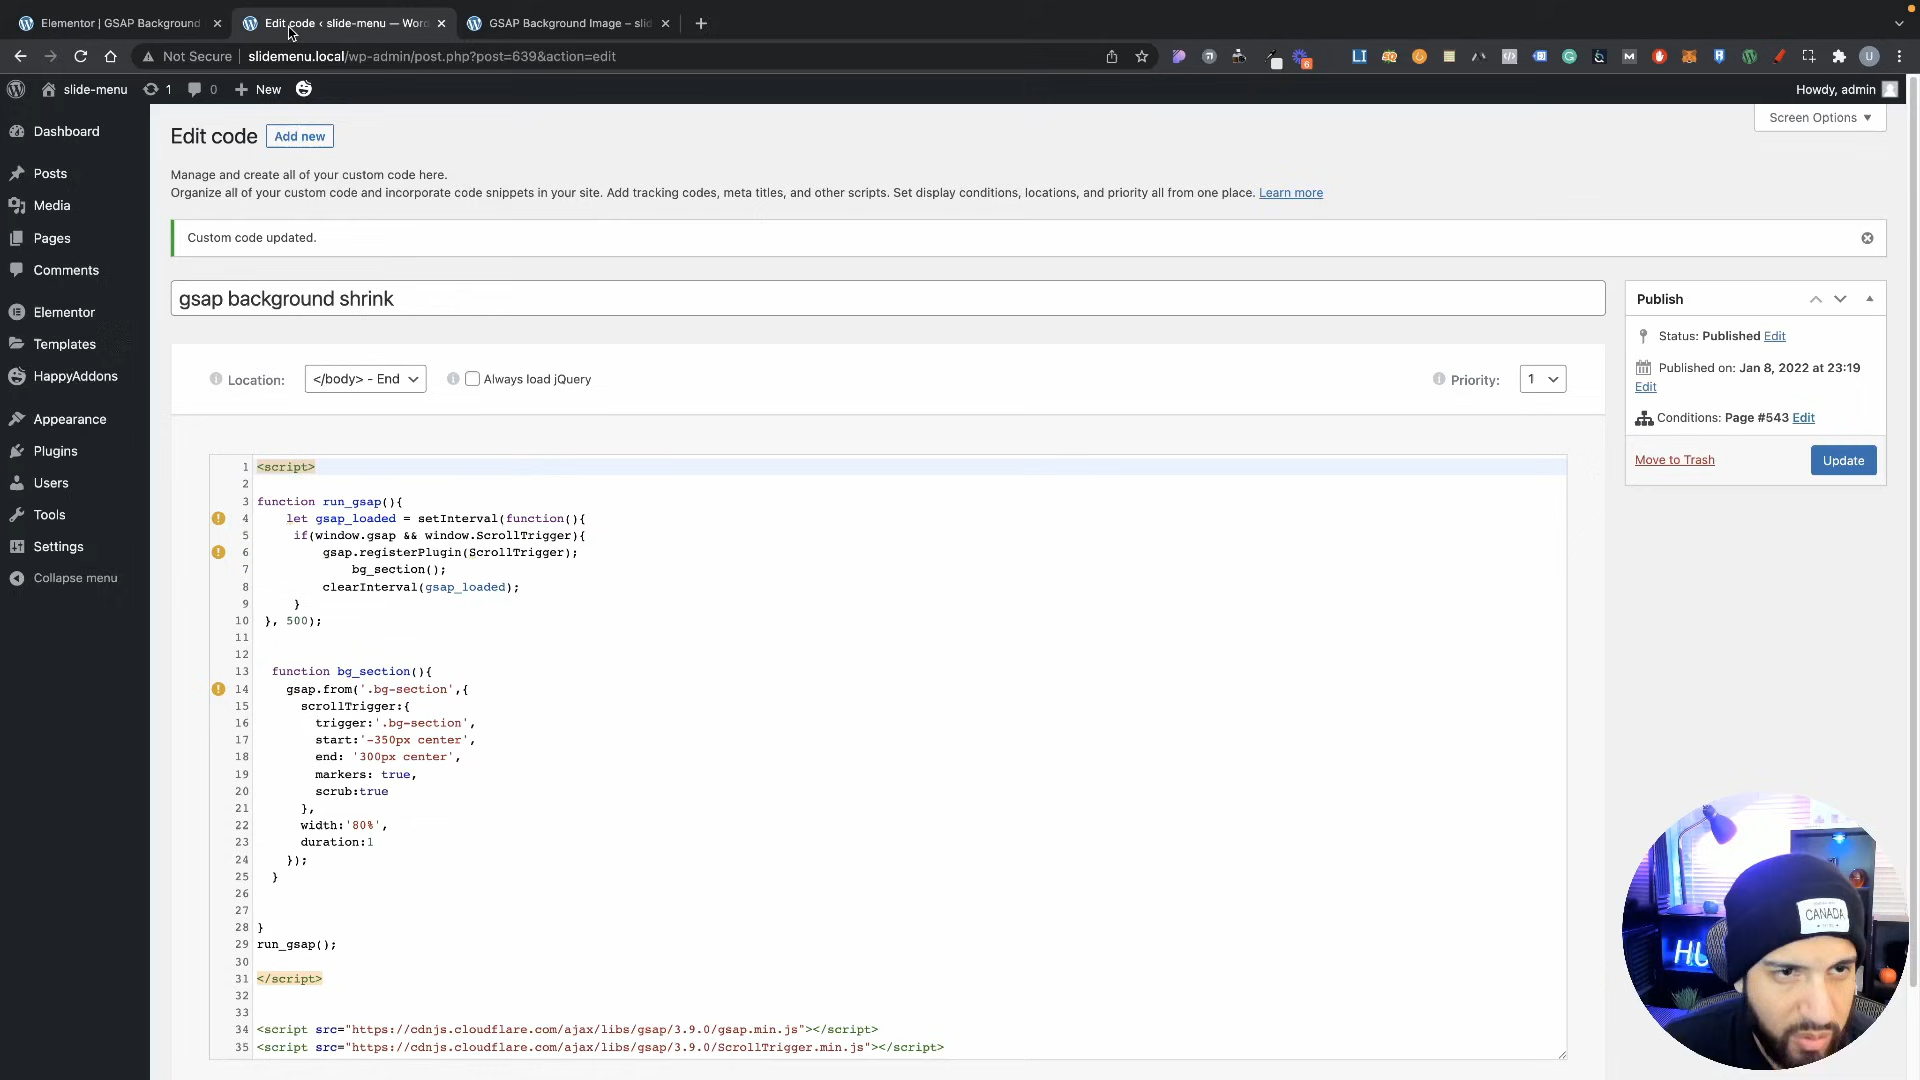 Elementor | GSAP Background
Edit code ‹ slide-menu — Wor
GSAP Background Image – slid
Not Secure
slidemenu.local/wp-admin/post.php?post=639&action=edit
slide-menu
1
0
New
Howdy, admin
Dashboard
Posts
Media
Pages
Comments
Elementor
Templates
HappyAddons
Appearance
Plugins
Users
Tools
Settings
Collapse menu
Screen Options
Edit code
Add new
Manage and create all of your custom code here.
Organize all of your custom code and incorporate code snippets in your site. Add tracking codes, meta titles, and other scripts. Set display conditions, locations, and priority all from one place. Learn more
Custom code updated.
gsap background shrink
Location:
</body> - End
Always load jQuery
Priority:
1
Publish
Status: Published Edit
Published on: Jan 8, 2022 at 23:19
Edit
Conditions: Page #543 Edit
Move to Trash
Update
1 <script>
2
3 function run_gsap(){
4 let gsap_loaded = setInterval(function(){
5 if(window.gsap && window.ScrollTrigger){
6 gsap.registerPlugin(ScrollTrigger);
7 bg_section();
8 clearInterval(gsap_loaded);
9 }
10 }, 500);
11
12
13 function bg_section(){
14 gsap.from('.bg-section',{
15 scrollTrigger:{
16 trigger:'.bg-section',
17 start:'-350px center',
18 end: '300px center',
19 markers: true,
20 scrub:true
21 },
22 width:'80%',
23 duration:1
24 });
25 }
26
27
28 }
29 run_gsap();
30
31 </script>
32
33
34 <script src="https://cdnjs.cloudflare.com/ajax/libs/gsap/3.9.0/gsap.min.js"></script>
35 <script src="https://cdnjs.cloudflare.com/ajax/libs/gsap/3.9.0/ScrollTrigger.min.js"></script>
CANADA